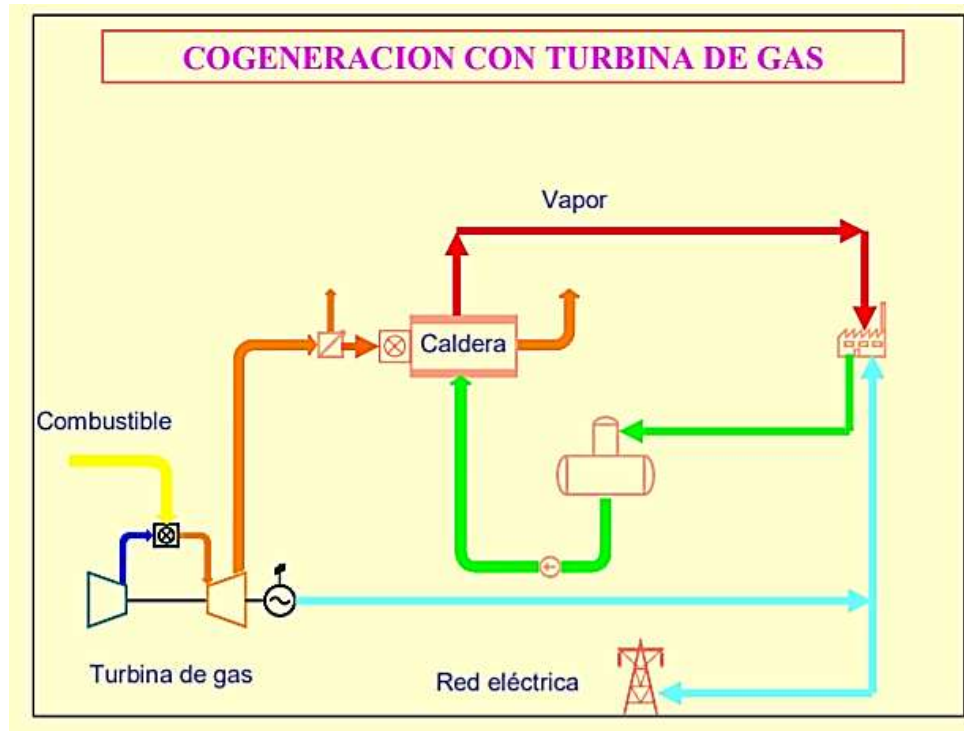 COGENERACION CON TURBINA DE GAS
Vapor
Caldera
Combustible
Turbina de gas
Red eléctrica